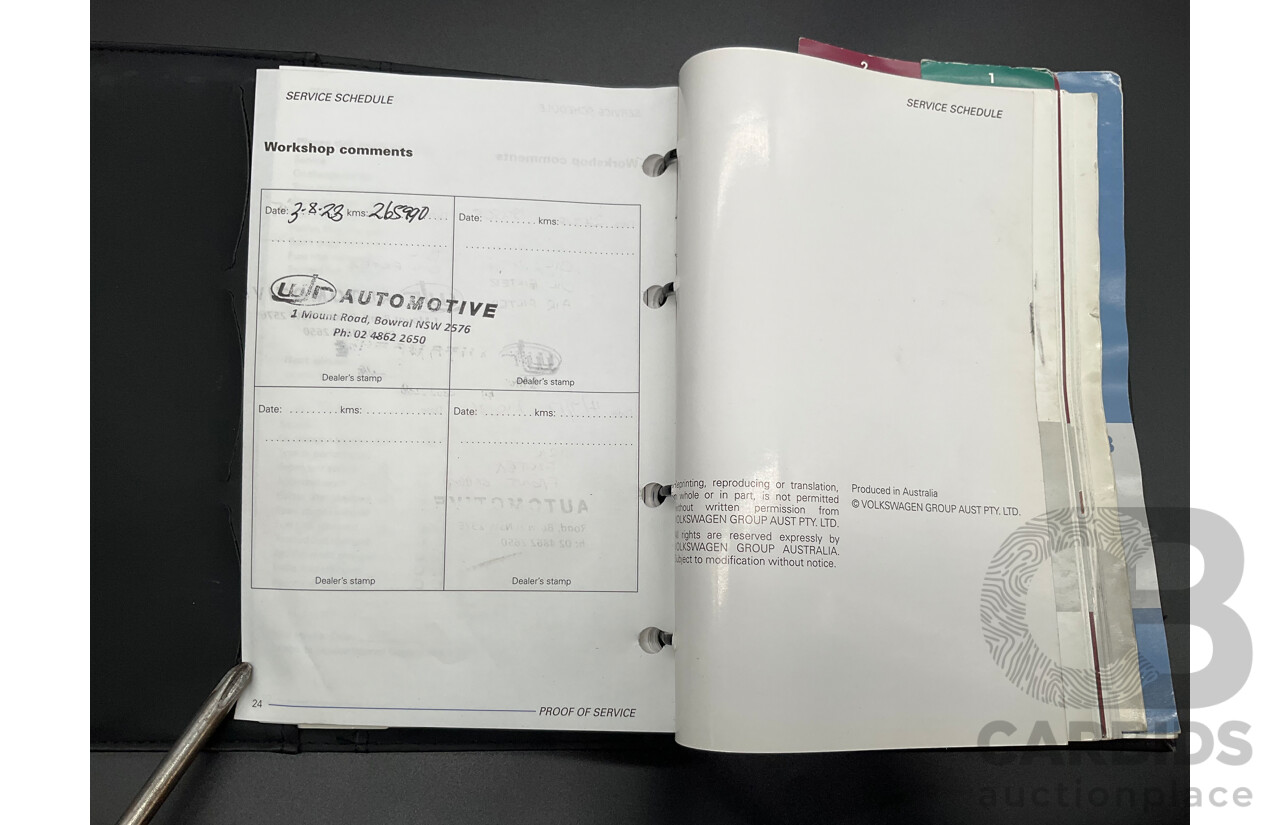 SERVICE SCHEDULE
Workshop comments
Date: 3-8-23 kms: 265990
Date: ......... kms: ..............
WJR AUTOMOTIVE
1 Mount Road, Bowral NSW 2576
Ph: 02 4862 2650
Dealer's stamp
Dealer's stamp
Date: ......... kms: ..............
Date: ......... kms: ..............
Dealer's stamp
Dealer's stamp
24
PROOF OF SERVICE
2
1
SERVICE SCHEDULE
Reprinting, reproducing or translation,
whole or in part, is not permitted
without written permission from
VOLKSWAGEN GROUP AUST PTY. LTD.
rights are reserved expressly by
VOLKSWAGEN GROUP AUSTRALIA.
Subject to modification without notice.
Produced in Australia
© VOLKSWAGEN GROUP AUST PTY. LTD.
3
CARBIDS
auctionplace